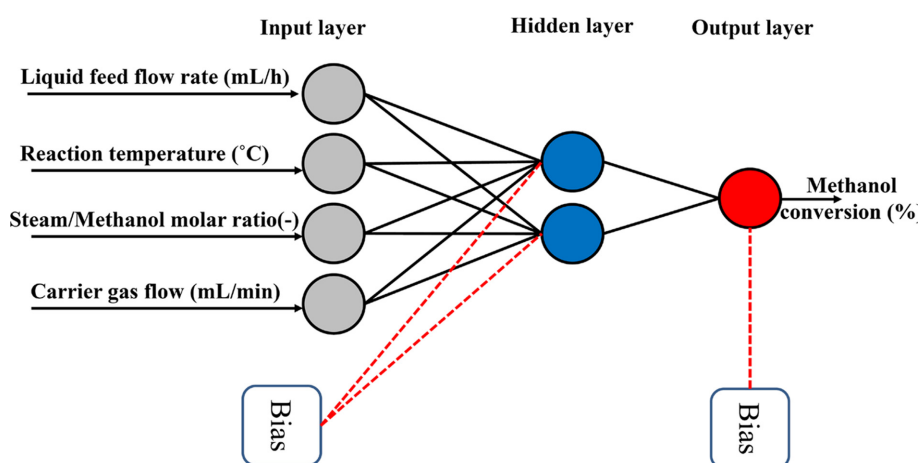 Input layer
Hidden layer
Output layer
Liquid feed flow rate (mL/h)
Reaction temperature (˚C)
Steam/Methanol molar ratio(-)
Carrier gas flow (mL/min)
Methanol
conversion (%)
Bias
Bias